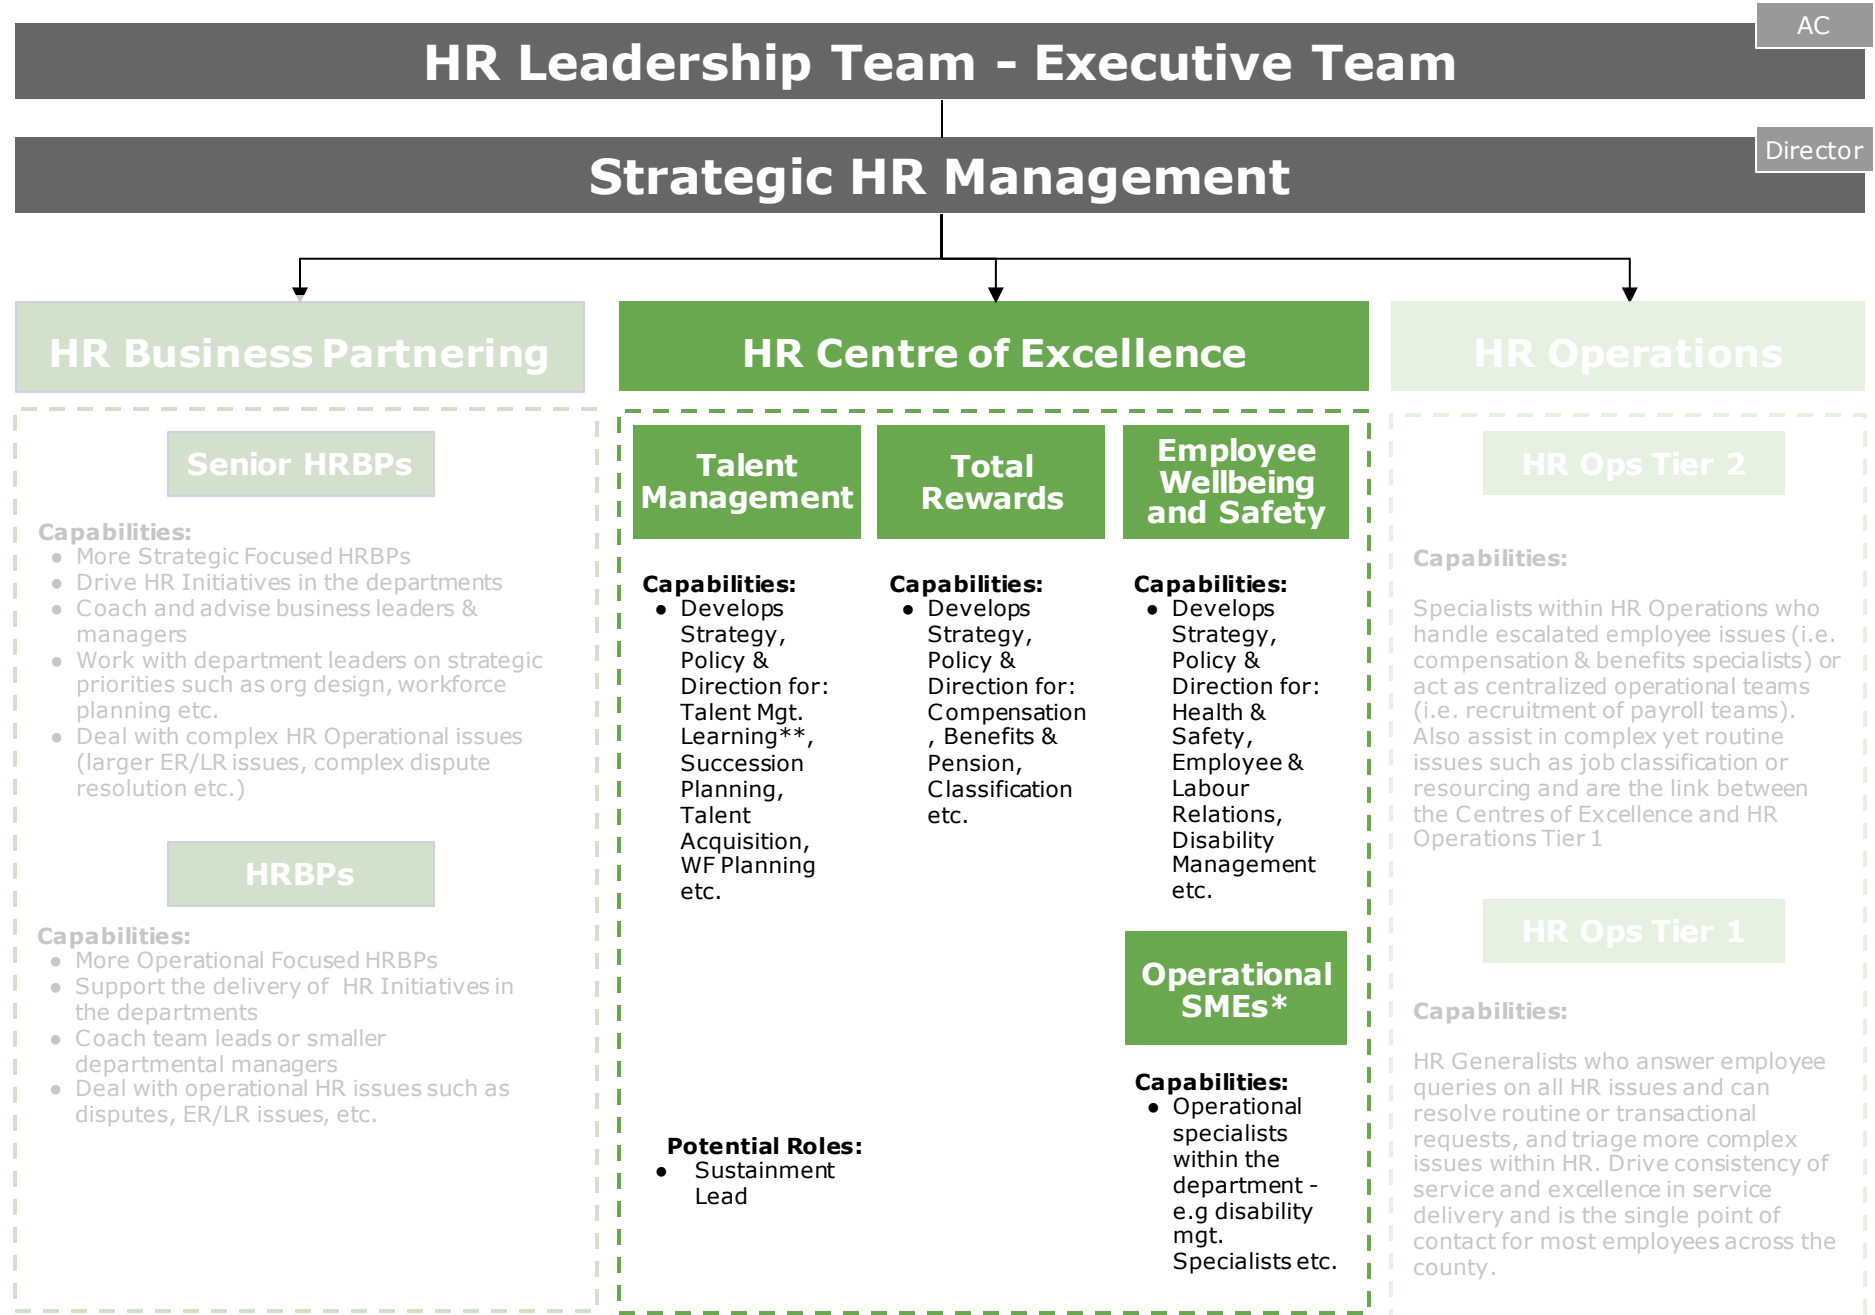 AC
HR Leadership Team - Executive Team
Director
Strategic HR Management
HR Business Partnering
Senior HRBPs
Capabilities:
● More Strategic Focused HRBPs
● Drive HR Initiatives in the departments
● Coach and advise business leaders &
managers
● Work with department leaders on strategic
priorities such as org design, workforce
planning etc.
● Deal with complex HR Operational issues
(larger ER/LR issues, complex dispute
resolution etc.)
HRBPs
Capabilities:
● More Operational Focused HRBPs
● Support the delivery of HR Initiatives in
the departments
● Coach team leads or smaller
departmental managers
● Deal with operational HR issues such as
disputes, ER/LR issues, etc.
HR Centre of Excellence
Talent
Management
Capabilities:
● Develops
Strategy,
Policy &
Direction for:
Talent Mgt.
Learning**,
Succession
Planning,
Talent
Acquisition,
WF Planning
etc.
Potential Roles:
● Sustainment
Lead
Total
Rewards
Capabilities:
● Develops
Strategy,
Policy &
Direction for:
Compensation
, Benefits &
Pension,
Classification
etc.
Employee
Wellbeing
and Safety
Capabilities:
● Develops
Strategy,
Policy &
Direction for:
Health &
Safety,
Employee &
Labour
Relations,
Disability
Management
etc.
Operational
SMEs*
Capabilities:
● Operational
specialists
within the
department -
e.g disability
mgt.
Specialists etc.
HR Operations
HR Ops Tier 2
Capabilities:
Specialists within HR Operations who
handle escalated employee issues (i.e.
compensation & benefits specialists) or
act as centralized operational teams
(i.e. recruitment of payroll teams).
Also assist in complex yet routine
issues such as job classification or
resourcing and are the link between
the Centres of Excellence and HR
Operations Tier 1
HR Ops Tier 1
Capabilities:
HR Generalists who answer employee
queries on all HR issues and can
resolve routine or transactional
requests, and triage more complex
issues within HR. Drive consistency of
service and excellence in service
delivery and is the single point of
contact for most employees across the
county.